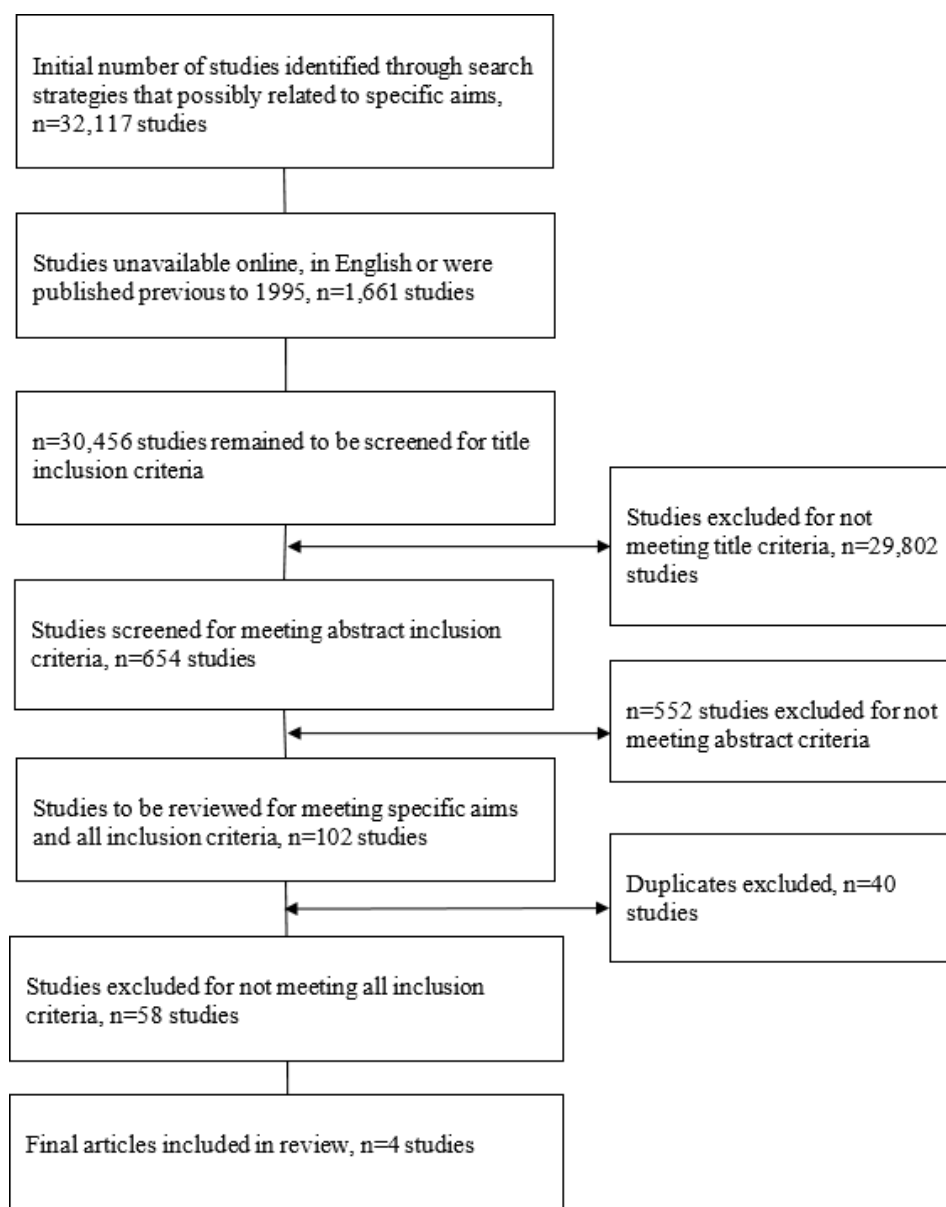 Initial number of studies identified through search
strategies that possibly related to specific aims,
n=32,117 studies
Studies unavailable online, in English or were
published previous to 1995, n=1,661 studies
n=30,456 studies remained to be screened for title
inclusion criteria
Studies excluded for not
meeting title criteria, n=29,802
studies
Studies screened for meeting abstract inclusion
criteria, n=654 studies
n=552 studies excluded for not
meeting abstract criteria
Studies to be reviewed for meeting specific aims
and all inclusion criteria, n=102 studies
Duplicates excluded, n=40
studies
Studies excluded for not meeting all inclusion
criteria, n=58 studies
Final articles included in review, n=4 studies